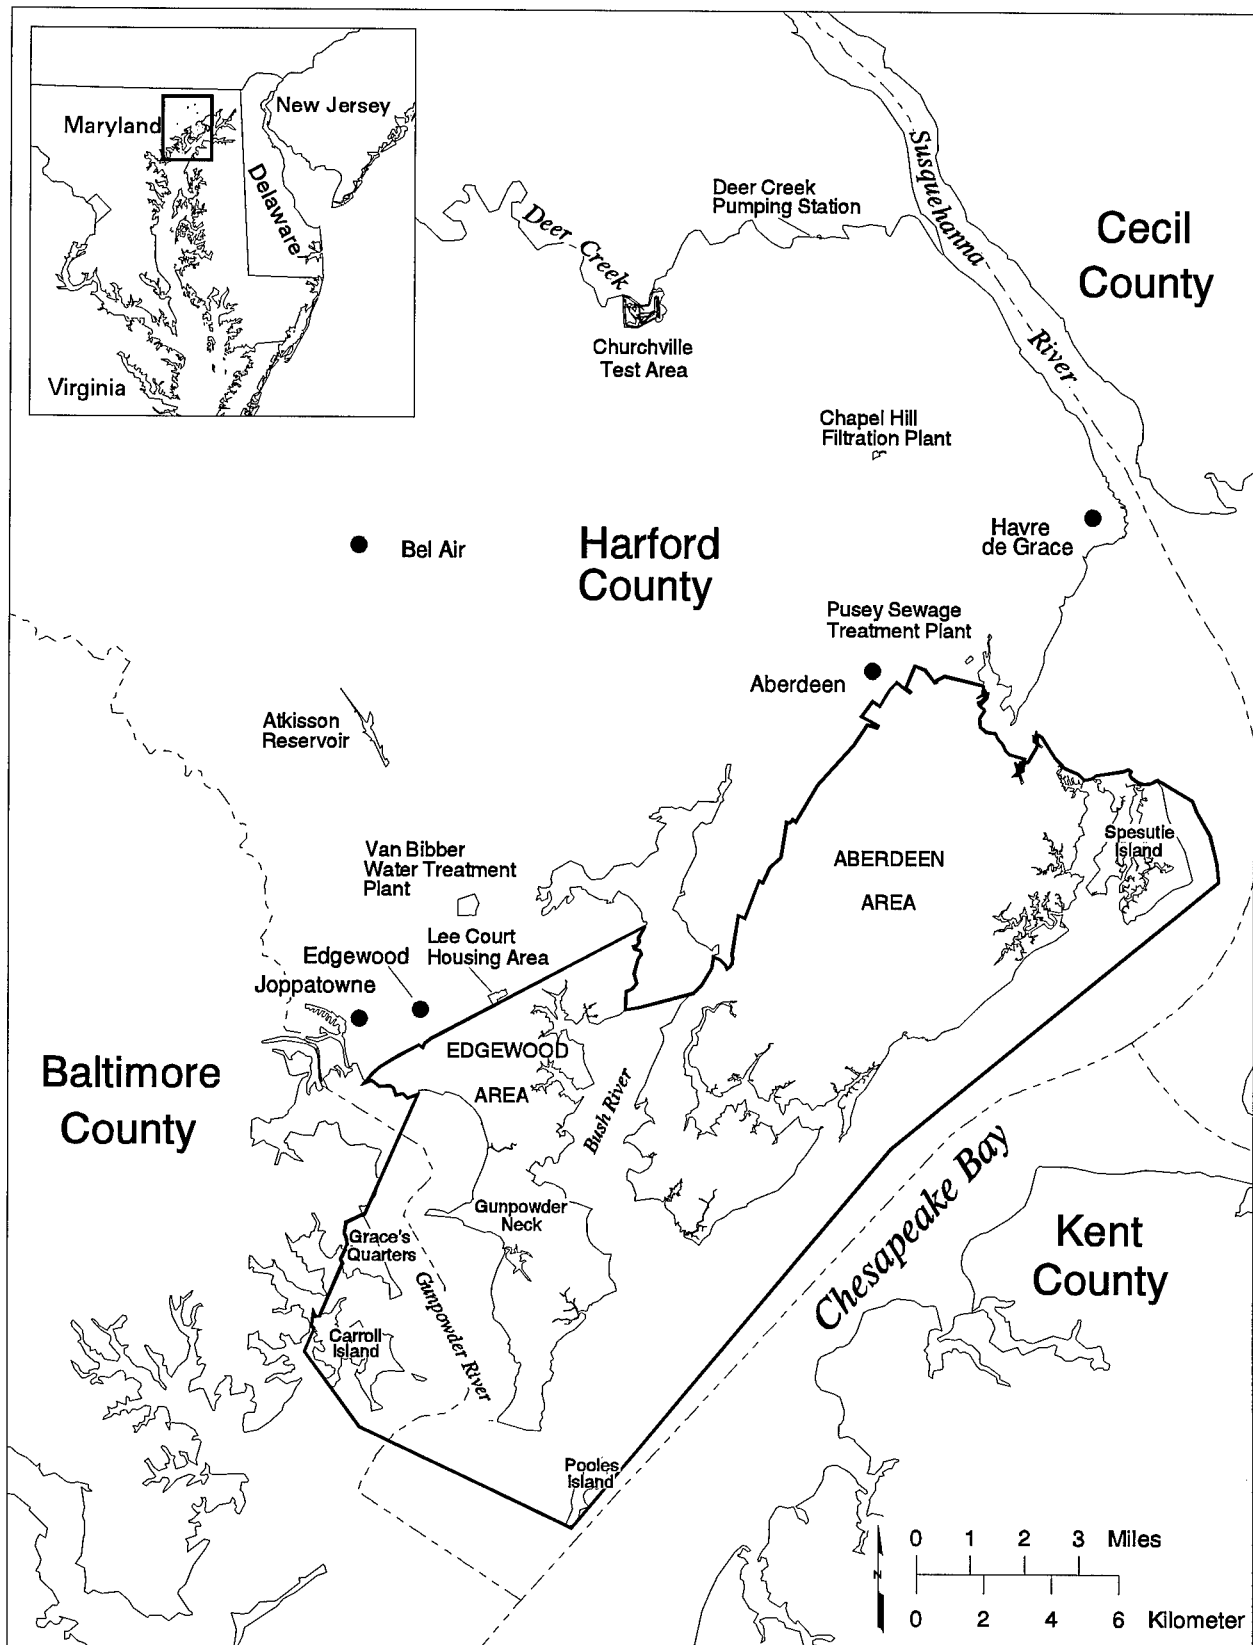 New Jersey
Maryland
Delaware
Virginia
Susquehanna
River
Deer Creek
Pumping Station
Deer Creek
Cecil
County
Churchville
Test Area
Chapel Hill
Filtration Plant
Havre
de Grace
Bel Air
Harford
County
Pusey Sewage
Treatment Plant
Aberdeen
Atkisson
Reservoir
Spesutie
Island
Van Bibber
Water Treatment
Plant
ABERDEEN
AREA
Lee Court
Housing Area
Edgewood
Joppatowne
EDGEWOOD
AREA
Baltimore
County
Bush River
Chesapeake Bay
Gunpowder
Neck
Kent
County
Grace's
Quarters
Gunpowder River
Carroll
Island
Pooles
Island
N
0 1 2 3 Miles
0 2 4 6 Kilometer